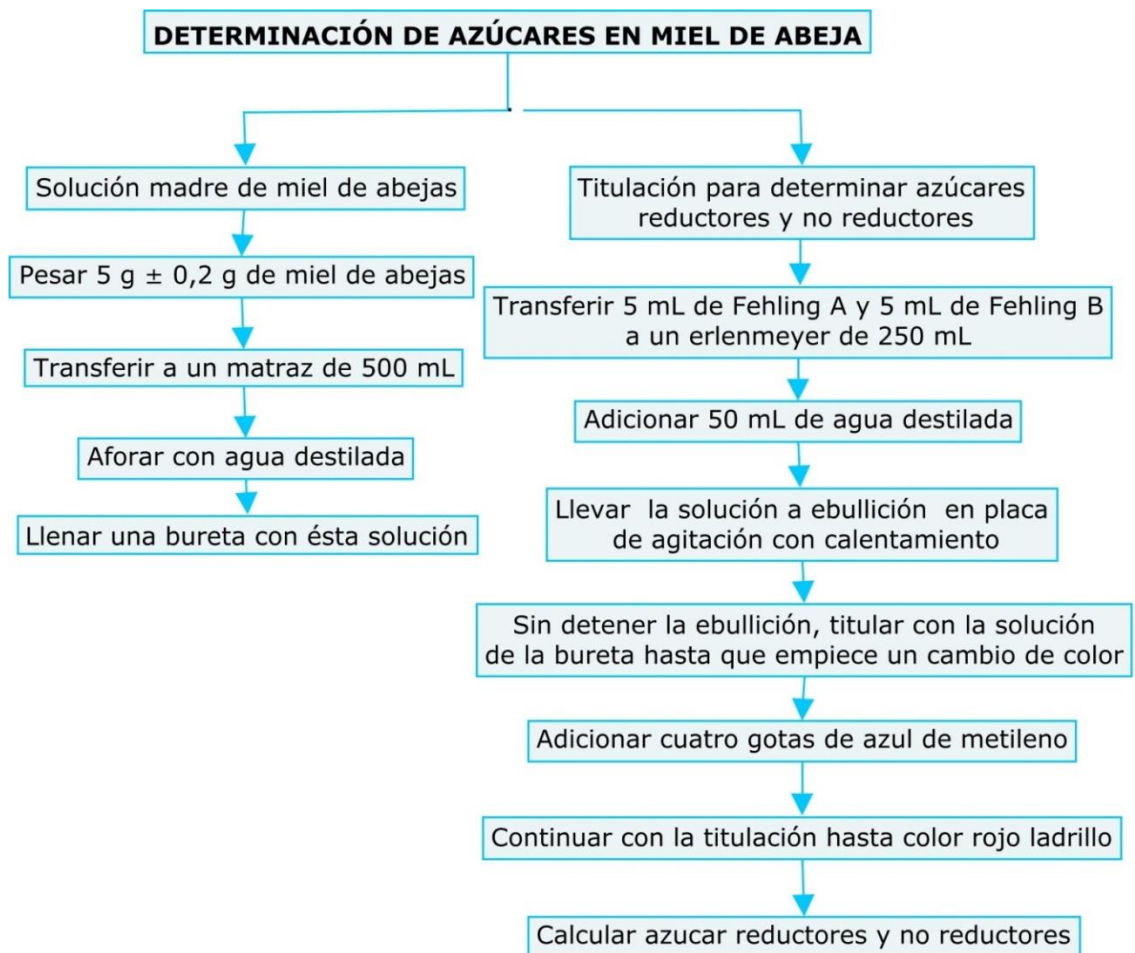 DETERMINACIÓN DE AZÚCARES EN MIEL DE ABEJA
Solución madre de miel de abejas
Pesar 5 g ± 0,2 g de miel de abejas
Transferir a un matraz de 500 mL
Aforar con agua destilada
Llenar una bureta con ésta solución
Titulación para determinar azúcares
reductores y no reductores
Transferir 5 mL de Fehling A y 5 mL de Fehling B
a un erlenmeyer de 250 mL
Adicionar 50 mL de agua destilada
Llevar la solución a ebullición en placa
de agitación con calentamiento
Sin detener la ebullición, titular con la solución
de la bureta hasta que empiece un cambio de color
Adicionar cuatro gotas de azul de metileno
Continuar con la titulación hasta color rojo ladrillo
Calcular azucar reductores y no reductores